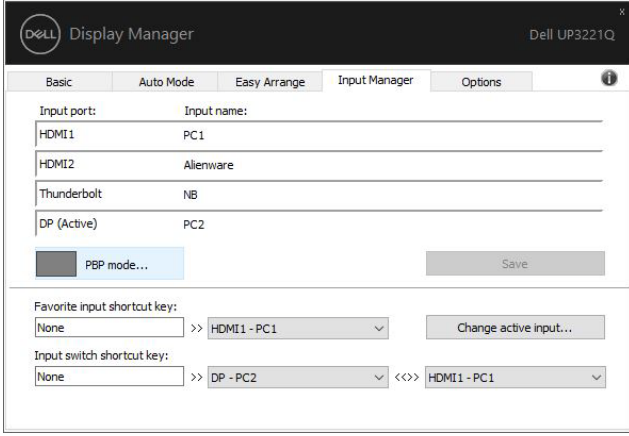 x
DELL Display Manager Dell UP3221Q
Basic Auto Mode Easy Arrange Input Manager Options i
Input port: Input name:
HDMI1 PC1
HDMI2 Alienware
Thunderbolt NB
DP (Active) PC2
PBP mode... Save
Favorite input shortcut key:
None >> HDMI1 - PC1 Change active input...
Input switch shortcut key:
None >> DP - PC2 <<>> HDMI1 - PC1